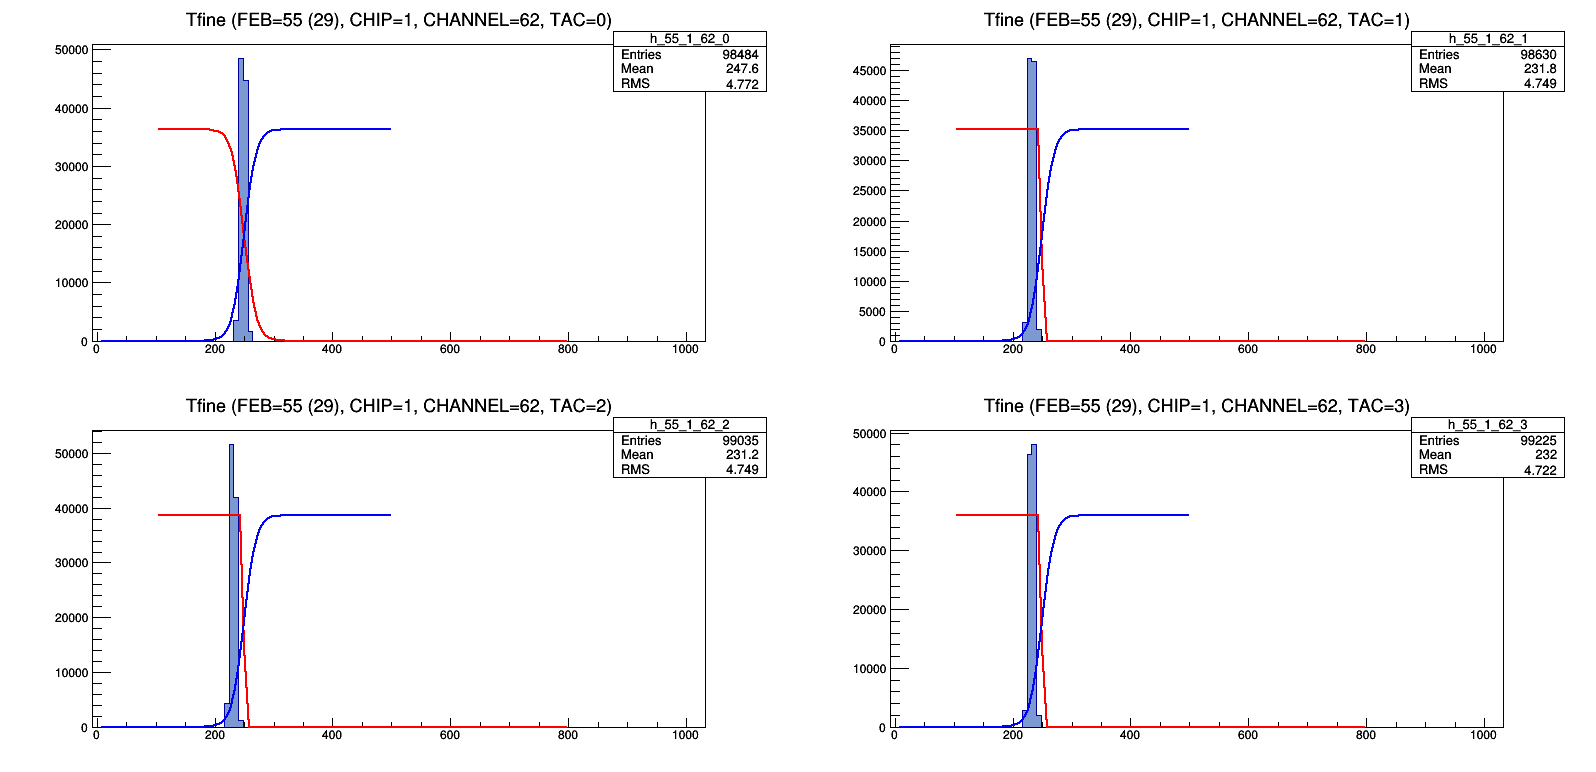 Tfine (FEB=55 (29), CHIP=1, CHANNEL=62, TAC=0)
h_55_1_62_0
Entries 98484
Mean 247.6
RMS 4.772
50000
40000
30000
20000
10000
0
0 200 400 600 800 1000
Tfine (FEB=55 (29), CHIP=1, CHANNEL=62, TAC=1)
h_55_1_62_1
Entries 98630
Mean 231.8
RMS 4.749
45000
40000
35000
30000
25000
20000
15000
10000
5000
0
0 200 400 600 800 1000
Tfine (FEB=55 (29), CHIP=1, CHANNEL=62, TAC=2)
h_55_1_62_2
Entries 99035
Mean 231.2
RMS 4.749
50000
40000
30000
20000
10000
0
0 200 400 600 800 1000
Tfine (FEB=55 (29), CHIP=1, CHANNEL=62, TAC=3)
h_55_1_62_3
Entries 99225
Mean 232
RMS 4.722
50000
40000
30000
20000
10000
0
0 200 400 600 800 1000